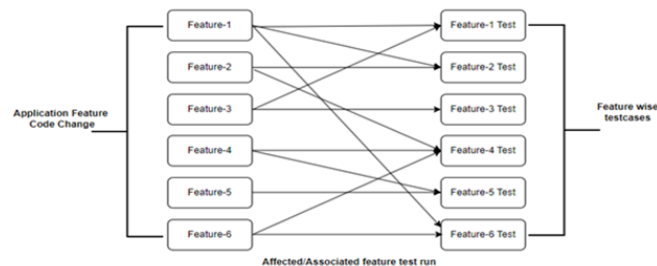 Feature-1
Feature-1 Test
Feature-2
Feature-2 Test
Application Feature
Code Change
Feature-3
Feature-3 Test
Feature wise
testcases
Feature-4
Feature-4 Test
Feature-5
Feature-5 Test
Feature-6
Feature-6 Test
Affected/Associated feature test run